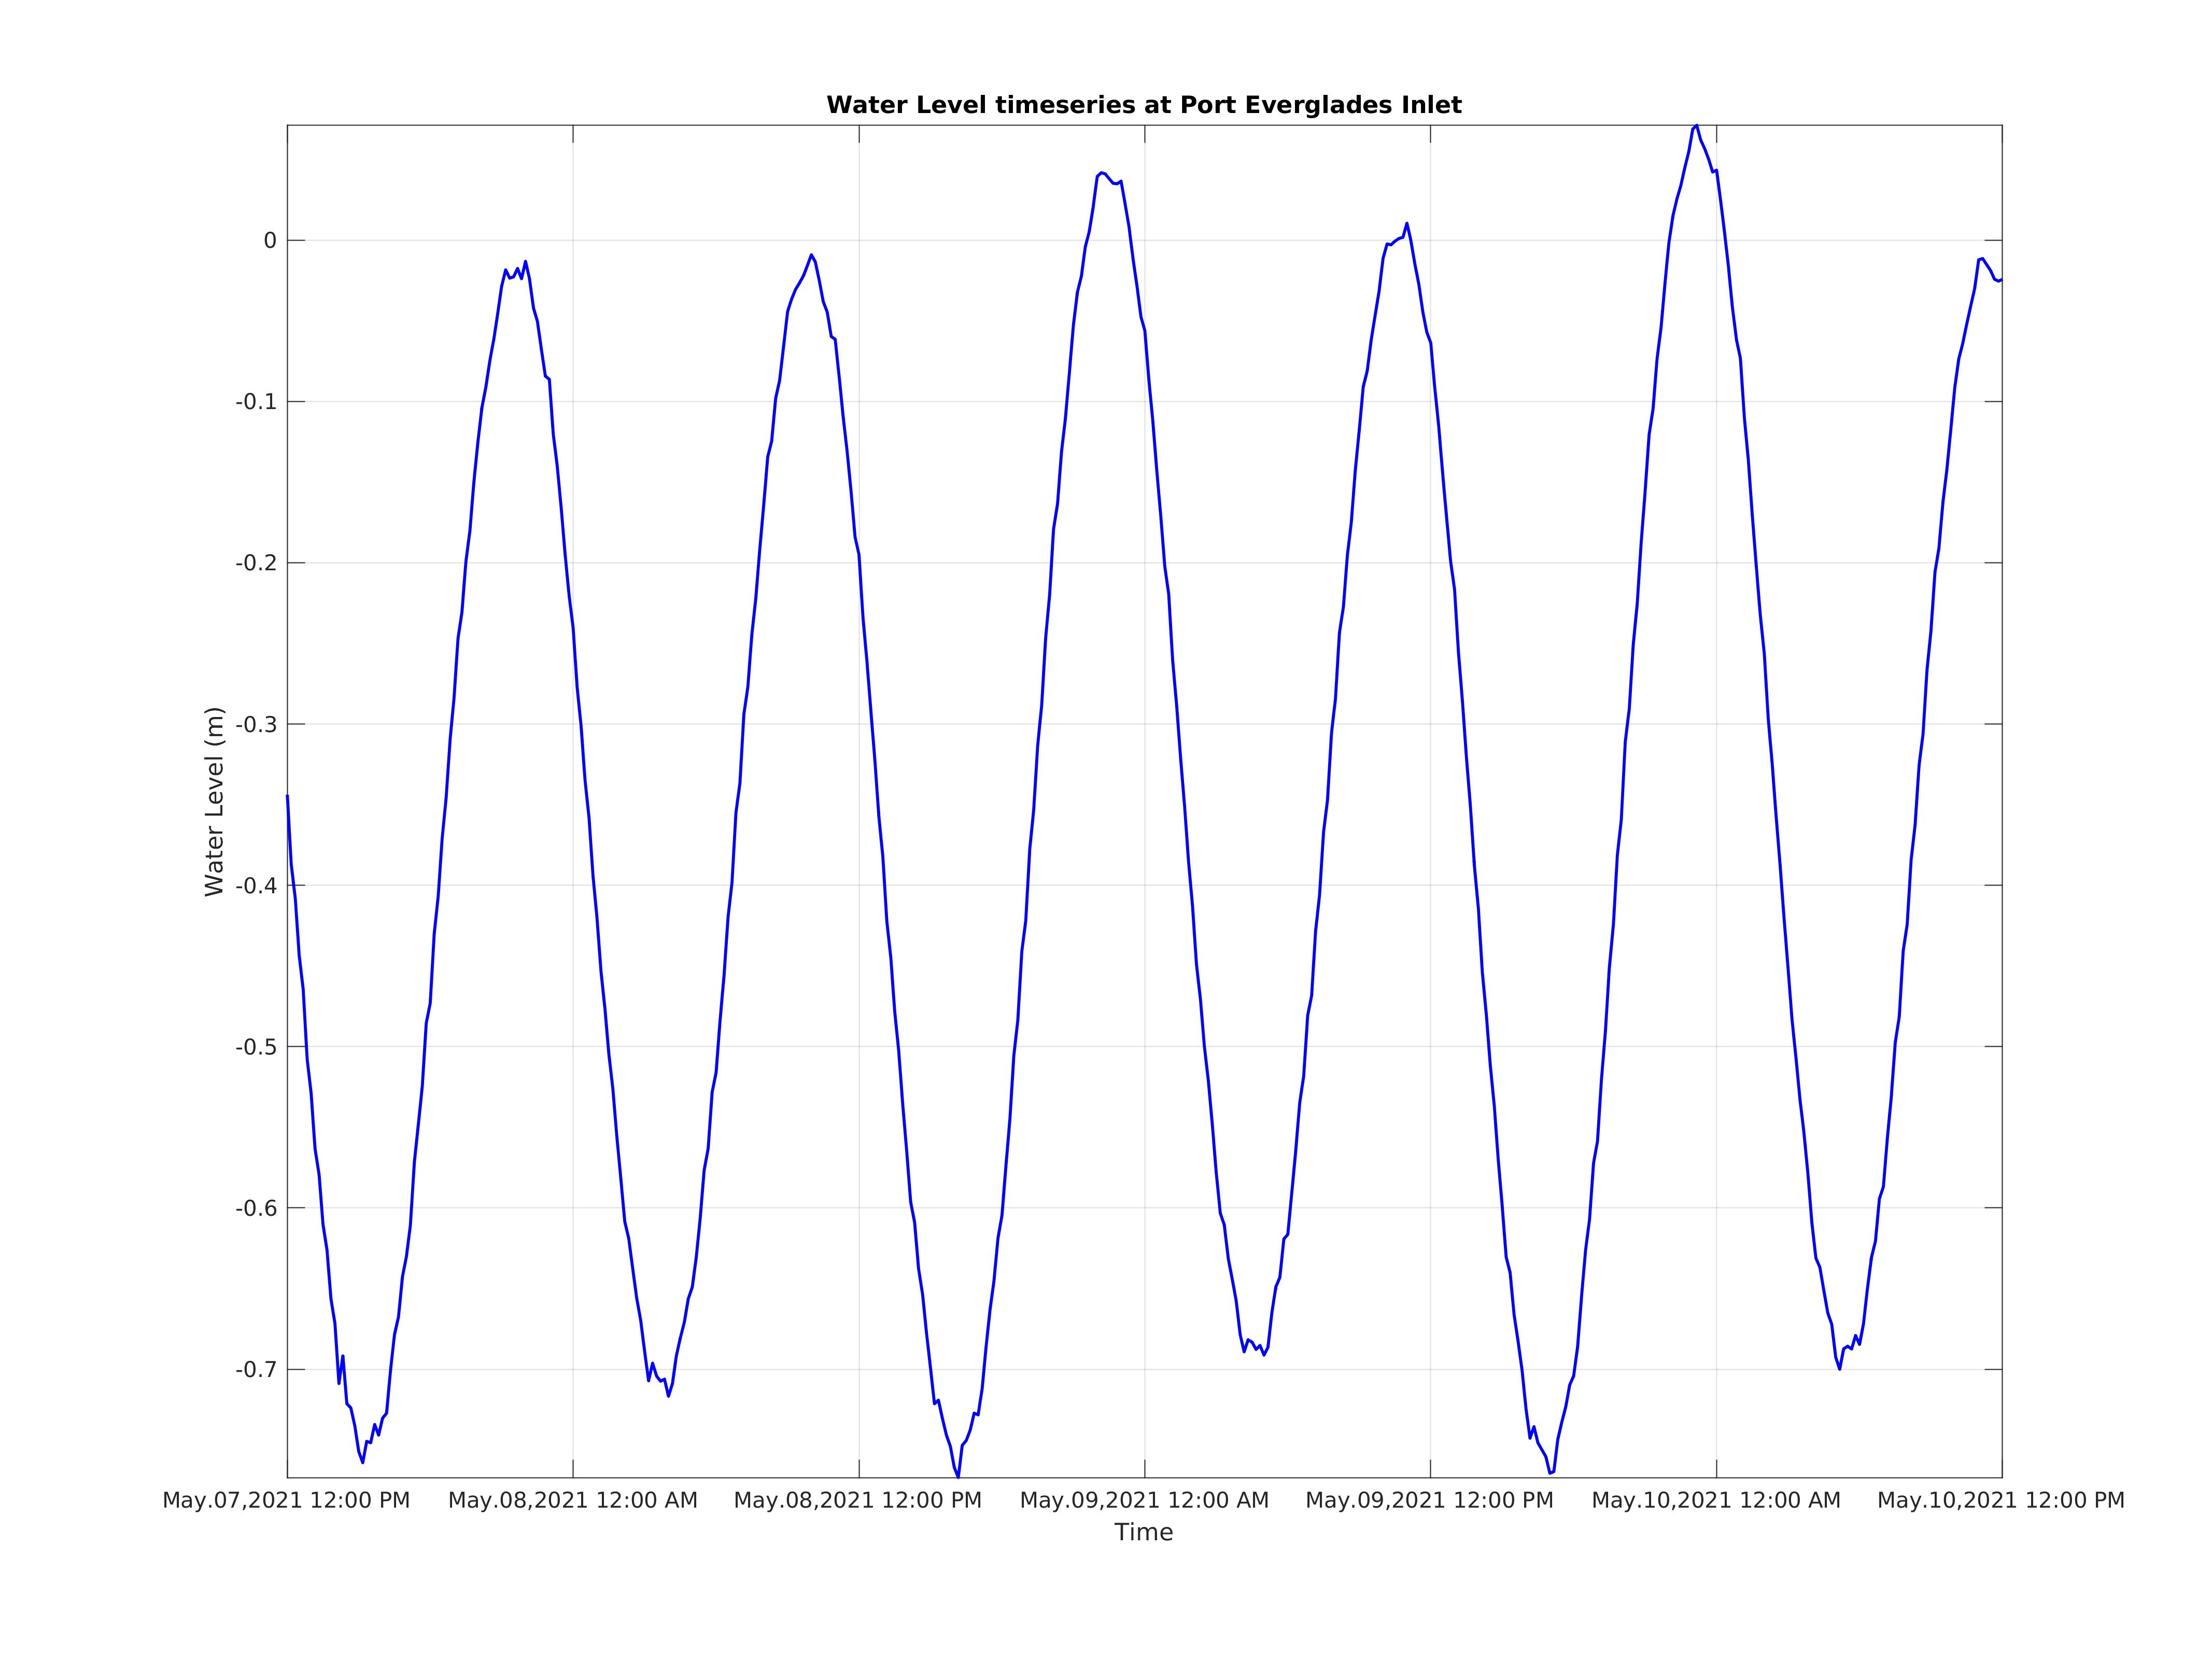 Water Level timeseries at Port Everglades Inlet
0
-0.1
-0.2
-0.3
-0.4
-0.5
-0.6
-0.7
Water Level (m)
May.07,2021 12:00 PM May.08,2021 12:00 AM May.08,2021 12:00 PM May.09,2021 12:00 AM May.09,2021 12:00 PM May.10,2021 12:00 AM May.10,2021 12:00 PM
Time